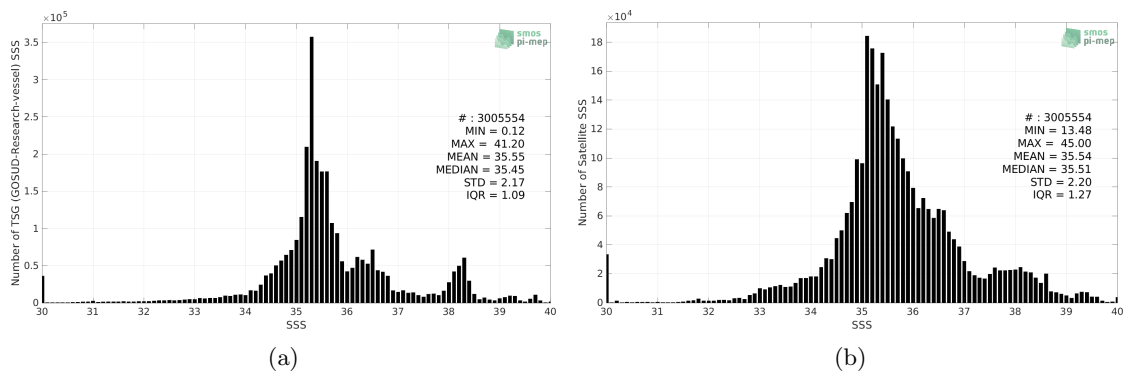 ×10⁵
3.5
3
2.5
2
1.5
1
0.5
0
Number of TSG (GOSUD-Research-vessel) SSS
smos
pi-mep
# : 3005554
MIN = 0.12
MAX = 41.20
MEAN = 35.55
MEDIAN = 35.45
STD = 2.17
IQR = 1.09
30 31 32 33 34 35 36 37 38 39 40
SSS
(a)
×10⁴
18
16
14
12
10
8
6
4
2
0
Number of Satellite SSS
smos
pi-mep
# : 3005554
MIN = 13.48
MAX = 45.00
MEAN = 35.54
MEDIAN = 35.51
STD = 2.20
IQR = 1.27
30 31 32 33 34 35 36 37 38 39 40
SSS
(b)